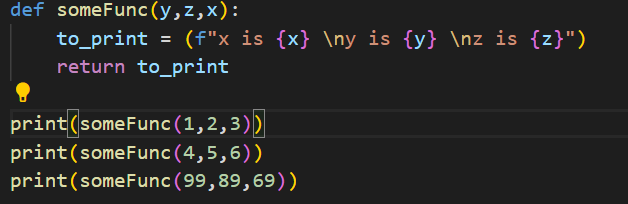 def someFunc(y,z,x):
    to_print = (f"x is {x} \ny is {y} \nz is {z}")
    return to_print
print(someFunc(1,2,3))
print(someFunc(4,5,6))
print(someFunc(99,89,69))